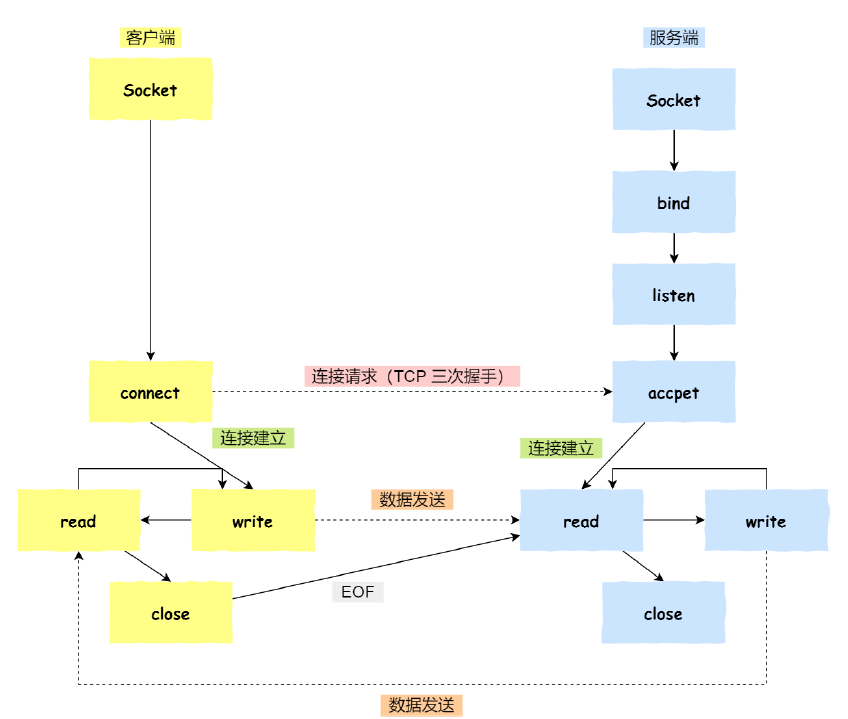 客户端
服务端
Socket
Socket
bind
listen
连接请求（TCP 三次握手）
connect
accpet
连接建立
连接建立
数据发送
read
write
read
write
EOF
close
close
数据发送